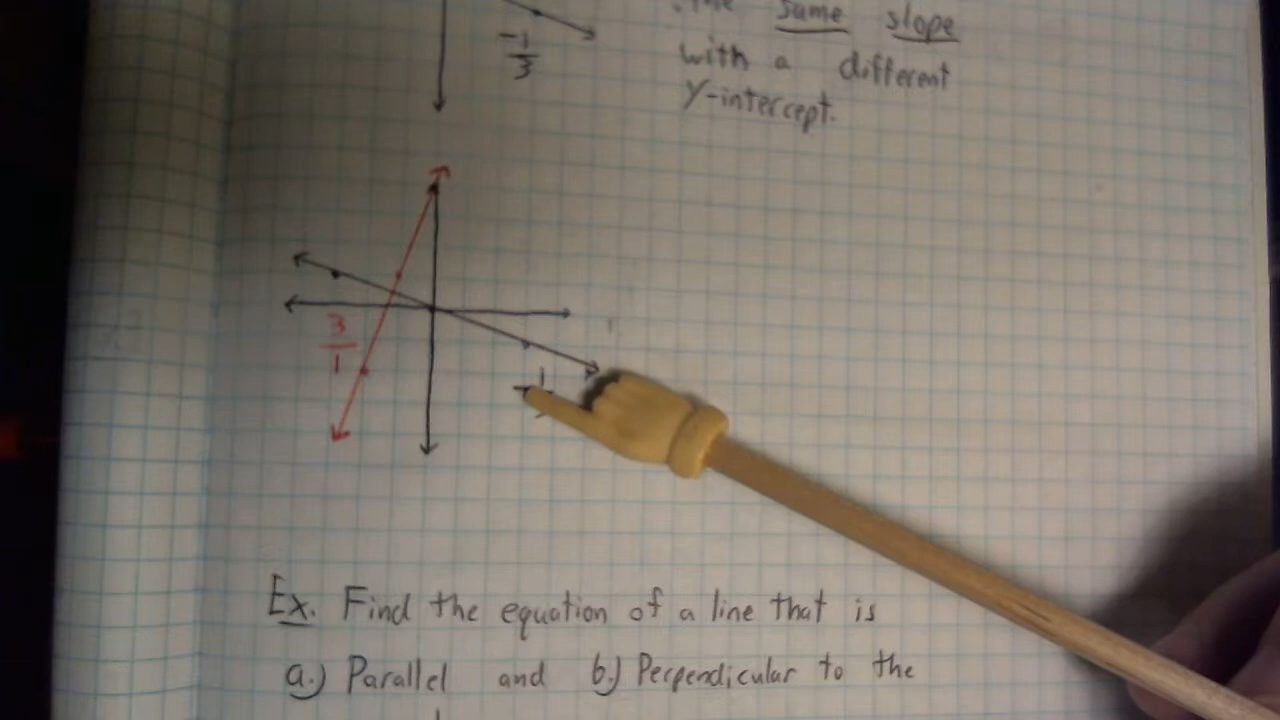 same slope
-1
3
with a different
y-intercept.
3
1
Ex. Find the equation of a line that is
a.) Parallel and b.) Perpendicular to the